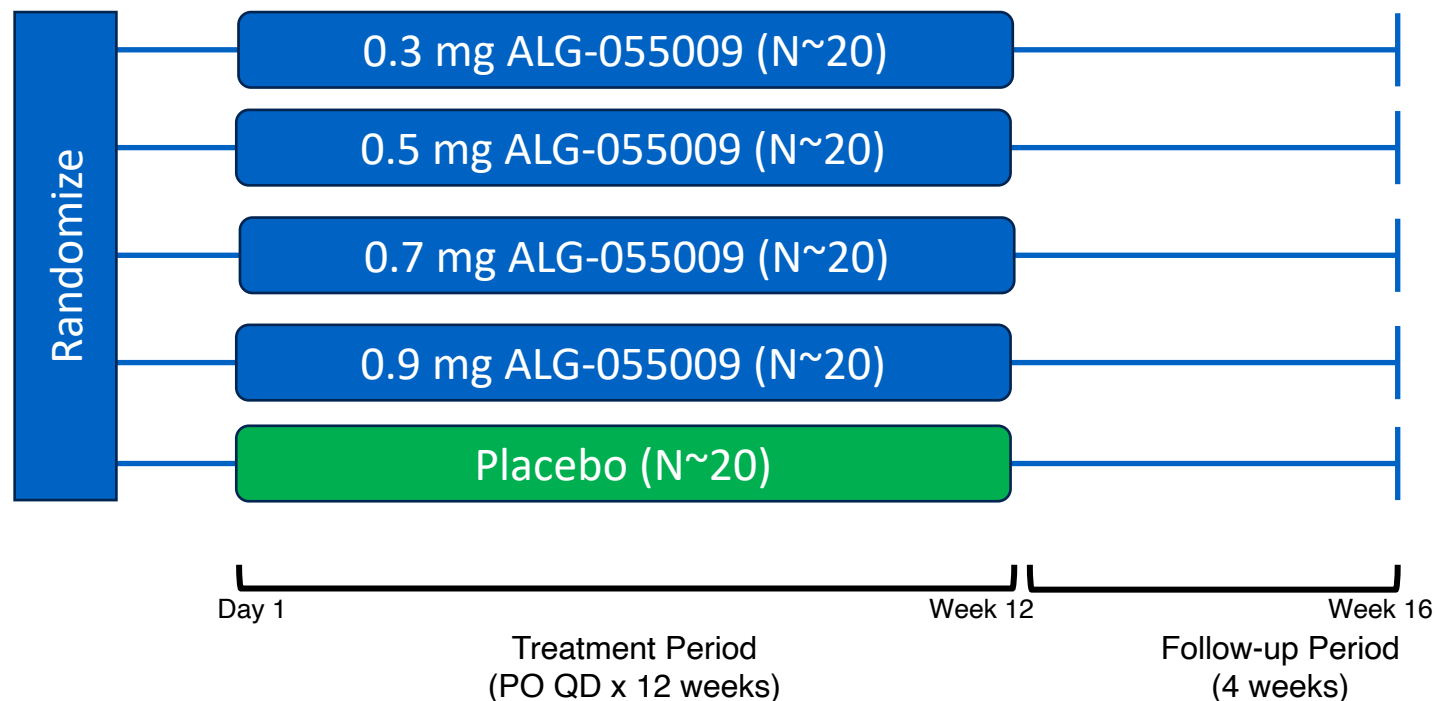 Randomize
0.3 mg ALG-055009 (N~20)
0.5 mg ALG-055009 (N~20)
0.7 mg ALG-055009 (N~20)
0.9 mg ALG-055009 (N~20)
Placebo (N~20)
Day 1
Week 12
Week 16
Treatment Period
(PO QD x 12 weeks)
Follow-up Period
(4 weeks)